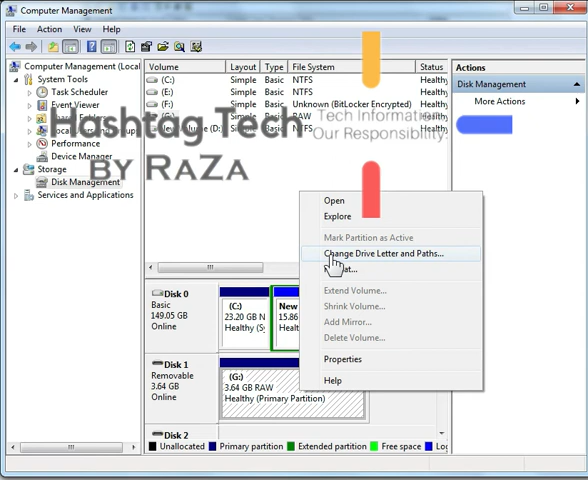 Computer Management
File Action View Help
Computer Management (Local
System Tools
Task Scheduler
Event Viewer
Performance
Device Manager
Storage
Disk Management
Services and Applications
Volume Layout Type File System Status
(C:) Simple Basic NTFS Healthy
(E:) Simple Basic NTFS Healthy
(F:) Simple Basic Unknown (BitLocker Encrypted) Healthy
(G:) Simple Basic RAW Healthy
(D:) Simple Basic NTFS
Actions
Disk Management
More Actions
Hashtag Tech
BY RAZA
Tech Information
Our Responsibility.
Open
Explore
Mark Partition as Active
Change Drive Letter and Paths...
Extend Volume...
Shrink Volume...
Add Mirror...
Delete Volume...
Properties
Help
Disk 0
Basic
149.05 GB
Online
(C:)
23.20 GB N
Healthy (S
New
15.86
Healt
Disk 1
Removable
3.64 GB
Online
(G:)
3.64 GB RAW
Healthy (Primary Partition)
Disk 2
Unallocated Primary partition Extended partition Free space Lo